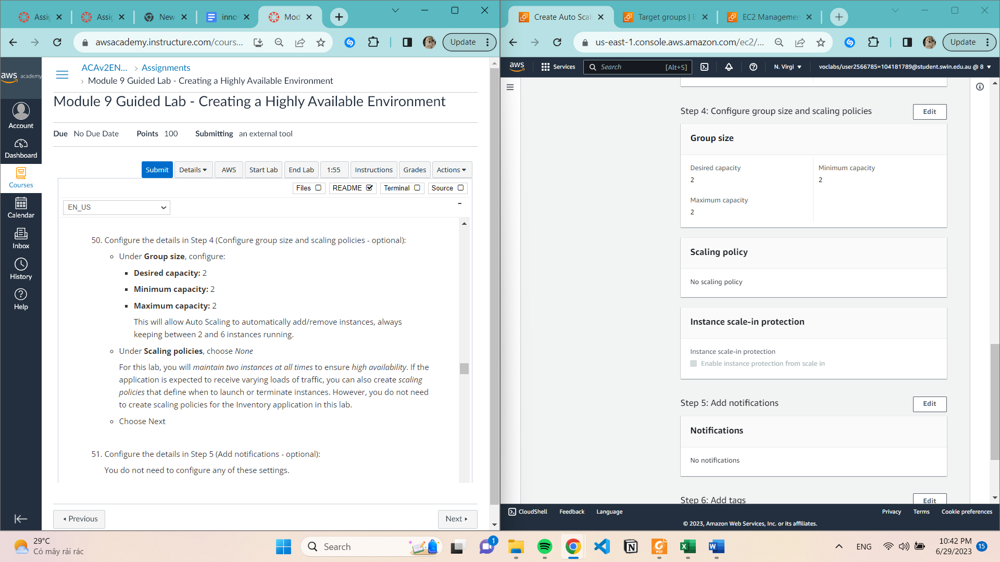 Assig
Assig
New
inno
Mod
awsacademy.instructure.com/cours...
Update
aws academy
Account
Dashboard
Courses
Calendar
Inbox
History
Help
ACAv2EN... > Assignments
> Module 9 Guided Lab - Creating a Highly Available Environment
Module 9 Guided Lab - Creating a Highly Available Environment
Due No Due Date Points 100 Submitting an external tool
Submit Details AWS Start Lab End Lab 1:55 Instructions Grades Actions
Files README Terminal Source
EN_US
50. Configure the details in Step 4 (Configure group size and scaling policies - optional):
Under Group size, configure:
Desired capacity: 2
Minimum capacity: 2
Maximum capacity: 2
This will allow Auto Scaling to automatically add/remove instances, always
keeping between 2 and 6 instances running.
Under Scaling policies, choose None
For this lab, you will maintain two instances at all times to ensure high availability. If the
application is expected to receive varying loads of traffic, you can also create scaling
policies that define when to launch or terminate instances. However, you do not need
to create scaling policies for the Inventory application in this lab.
Choose Next
51. Configure the details in Step 5 (Add notifications - optional):
You do not need to configure any of these settings.
Previous
Next
Create Auto Scal
Target groups | E
EC2 Managemen
us-east-1.console.aws.amazon.com/ec2/...
Update
aws Services Search [Alt+S] N. Virgi voclabs/user2566785=104181789@student.swin.edu.au @ 8
Step 4: Configure group size and scaling policies
Edit
Group size
Desired capacity
2
Minimum capacity
2
Maximum capacity
2
Scaling policy
No scaling policy
Instance scale-in protection
Instance scale-in protection
Enable instance protection from scale in
Step 5: Add notifications
Edit
Notifications
No notifications
Step 6: Add tags
Edit
CloudShell Feedback Language Privacy Terms Cookie preferences
© 2023, Amazon Web Services, Inc. or its affiliates.
29°C
Có mây rải rác
Search
1
ENG
10:42 PM
6/29/2023
15